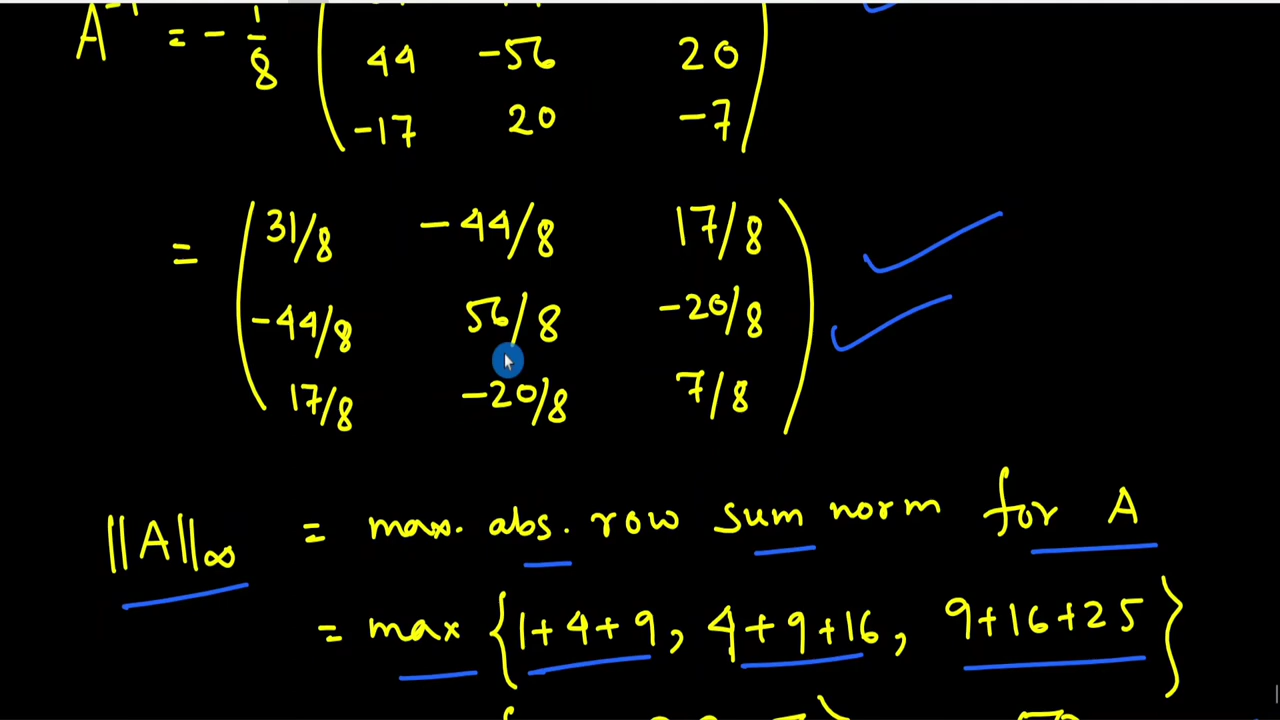 A⁻¹ = - 1/8
44 -56 20
-17 20 -7
= 31/8 -44/8 17/8
-44/8 56/8 -20/8
17/8 -20/8 7/8
||A||∞ = max. abs. row sum norm for A
= max {1+4+9, 4+9+16, 9+16+25}